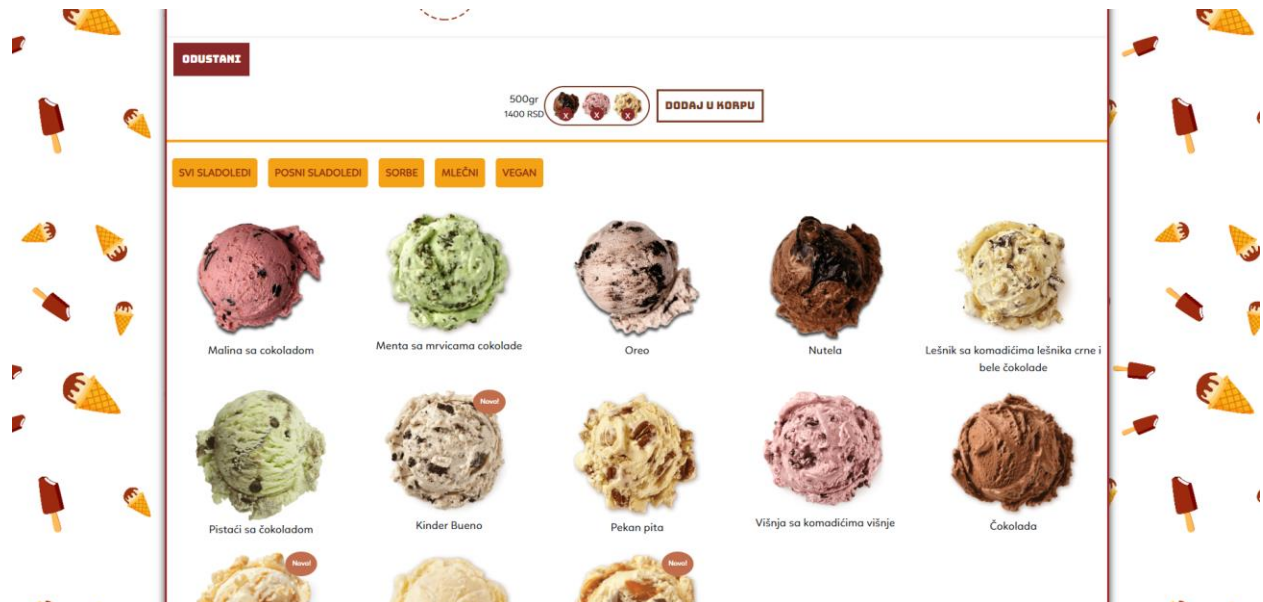 ODUSTANI
500gr
1400 RSD
X X X
DODAJ U KORPU
SVI SLADOLEDI POSNI SLADOLEDI SORBE MLEČNI VEGAN
Malina sa cokoladom
Menta sa mrvicama cokolade
Oreo
Nutela
Lešnik sa komadićima lešnika crne i
bele čokolade
Novo!
Pistaći sa čokoladom
Kinder Bueno
Pekan pita
Višnja sa komadićima višnje
Čokolada
Novo!
Novo!